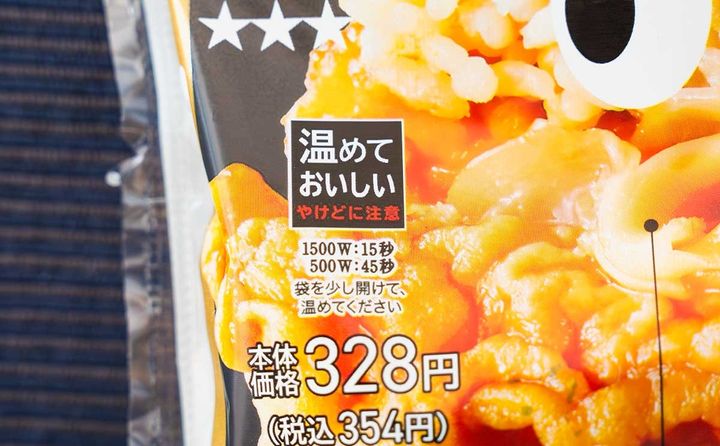 ★★★
温めて
おいしい
やけどに注意
1500W:15秒
500W:45秒
袋を少し開けて、
温めてください
本体
価格328円
(税込354円)